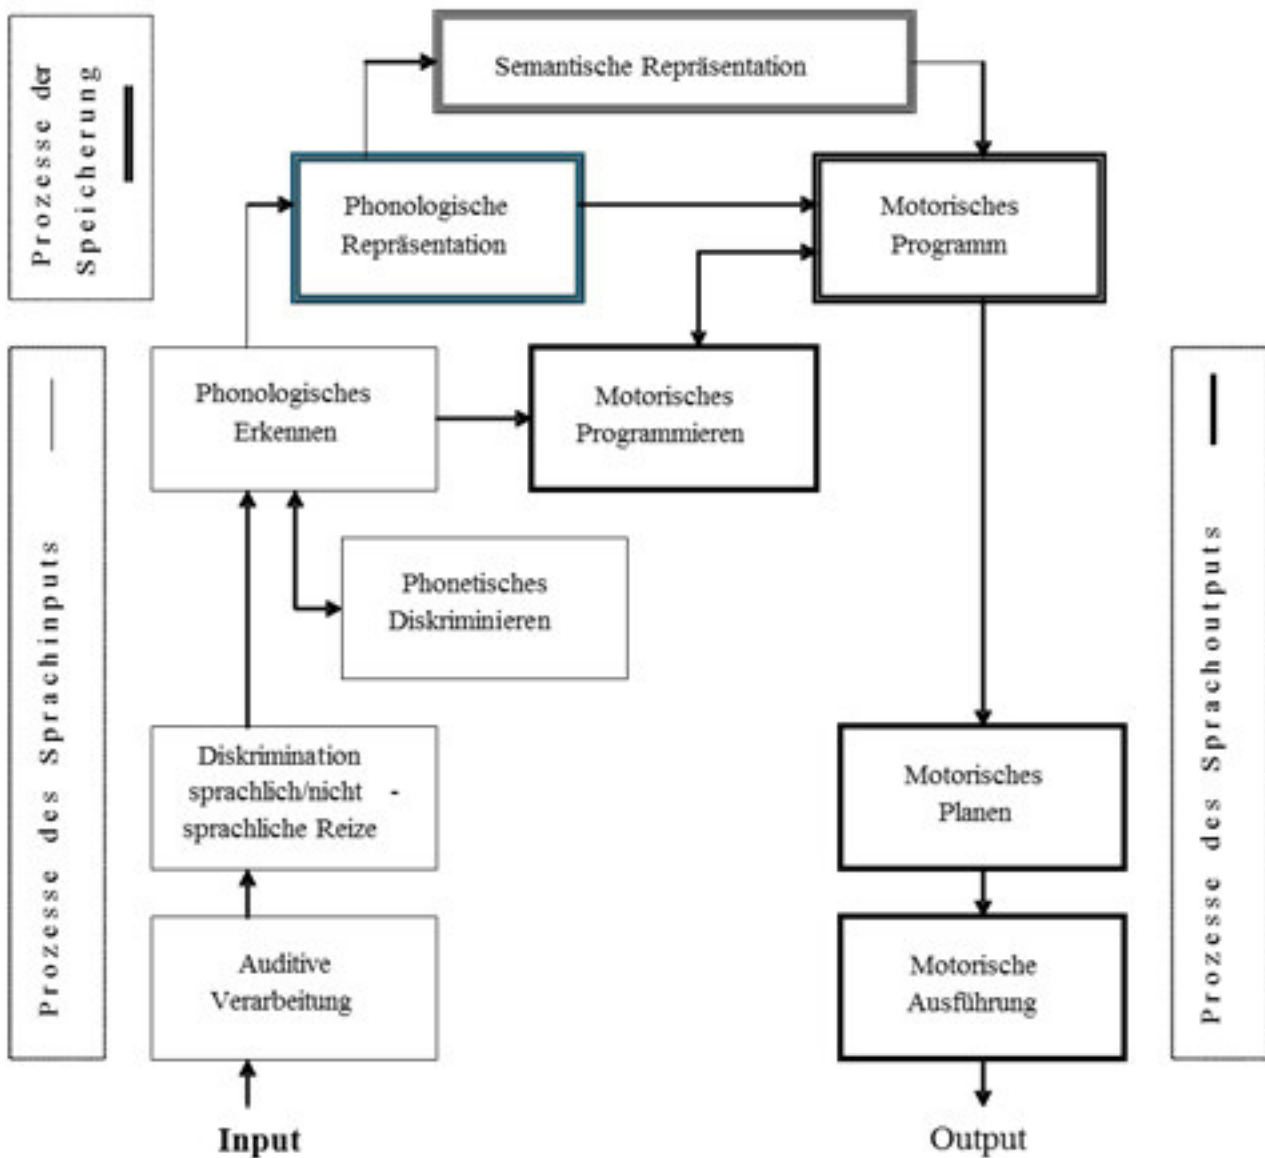 Prozesse der
Speicherung
Semantische Repräsentation
Phonologische
Repräsentation
Motorisches
Programm
Prozesse des Sprachinputs
Phonologisches
Erkennen
Motorisches
Programmieren
Phonetisches
Diskriminieren
Diskrimination
sprachlich/nicht -
sprachliche Reize
Auditive
Verarbeitung
Input
Motorisches
Planen
Motorische
Ausführung
Output
Prozesse des Sprachoutputs